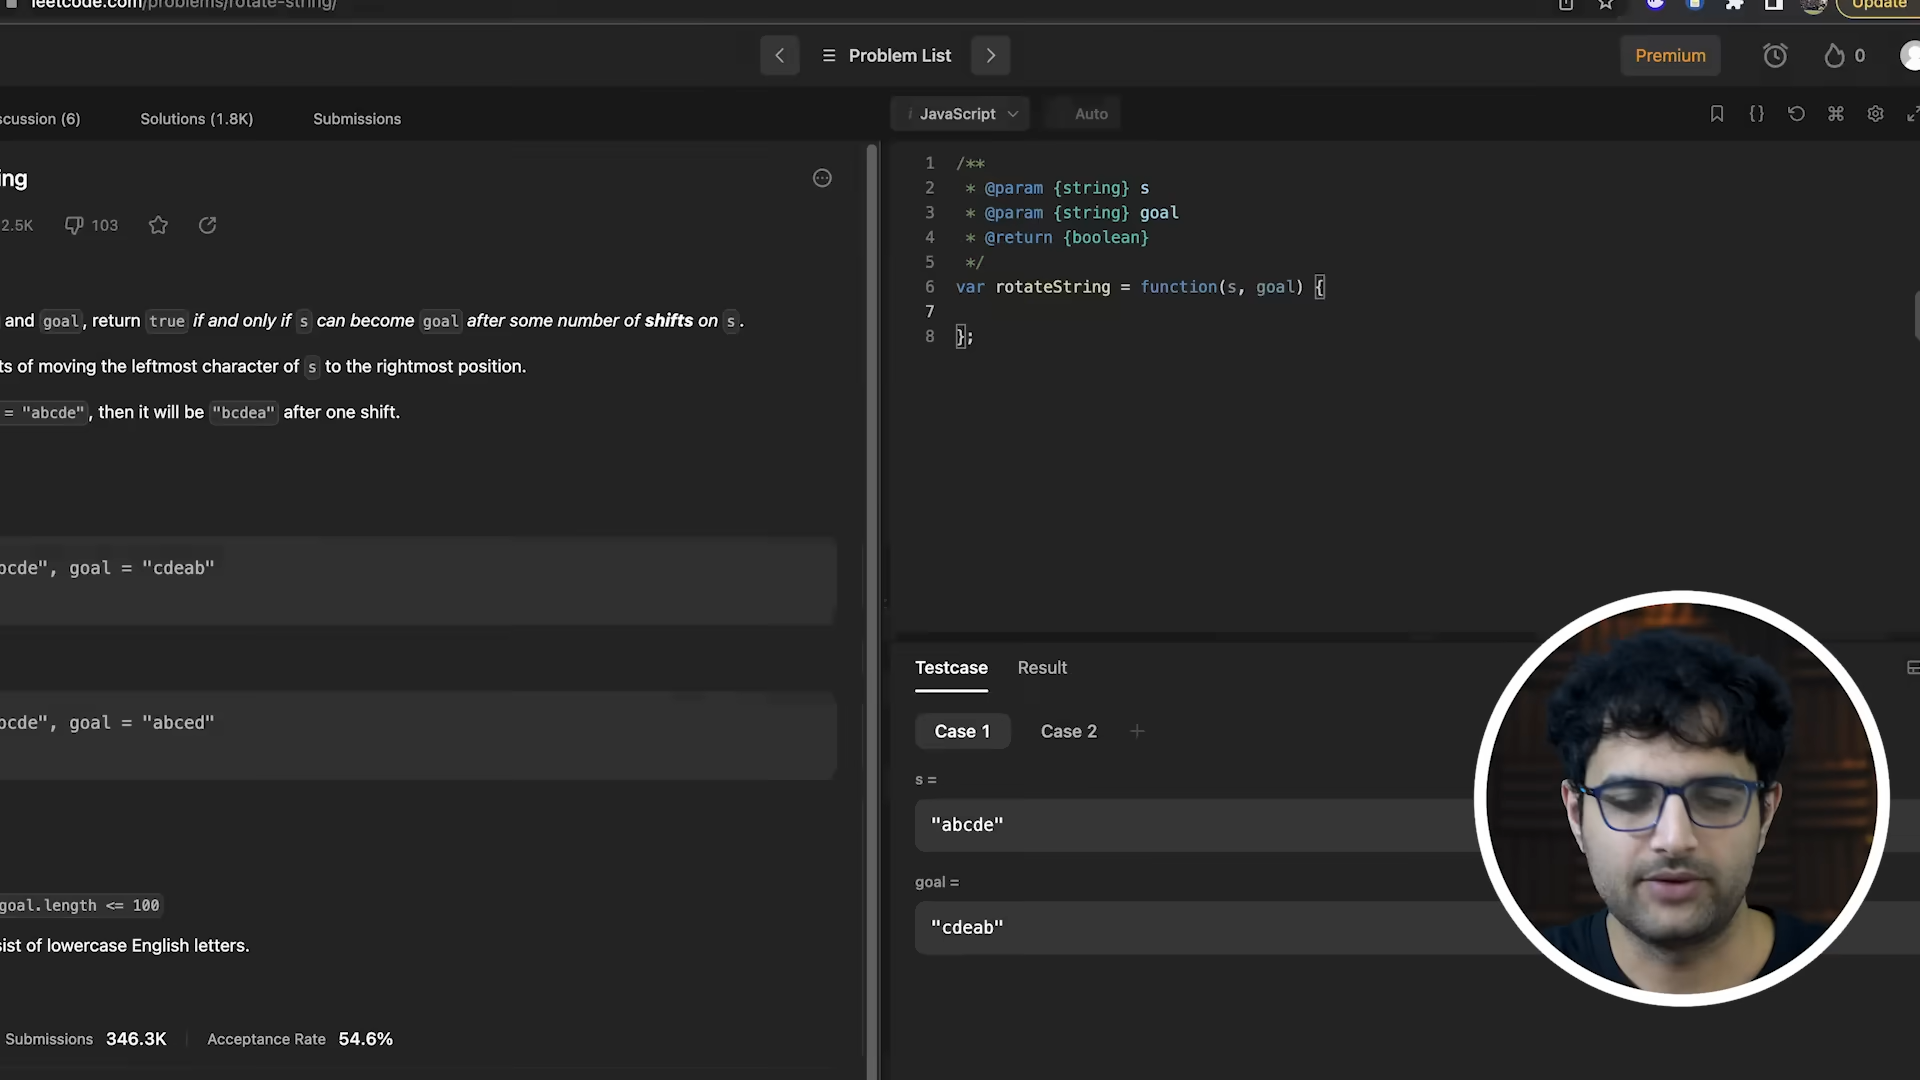 leetcode.com/problems/rotate-string/
Update
Problem List
Premium
0
scussion (6)
Solutions (1.8K)
Submissions
JavaScript
Auto
ing
2.5K
103
and goal, return true if and only if s can become goal after some number of shifts on s.
ts of moving the leftmost character of s to the rightmost position.
= "abcde", then it will be "bcdea" after one shift.
bcde", goal = "cdeab"
bcde", goal = "abced"
goal.length <= 100
sist of lowercase English letters.
Submissions 346.3K
Acceptance Rate 54.6%
1 /**
2 * @param {string} s
3 * @param {string} goal
4 * @return {boolean}
5 */
6 var rotateString = function(s, goal) {
7
8 };
Testcase
Result
Case 1
Case 2
s =
"abcde"
goal =
"cdeab"